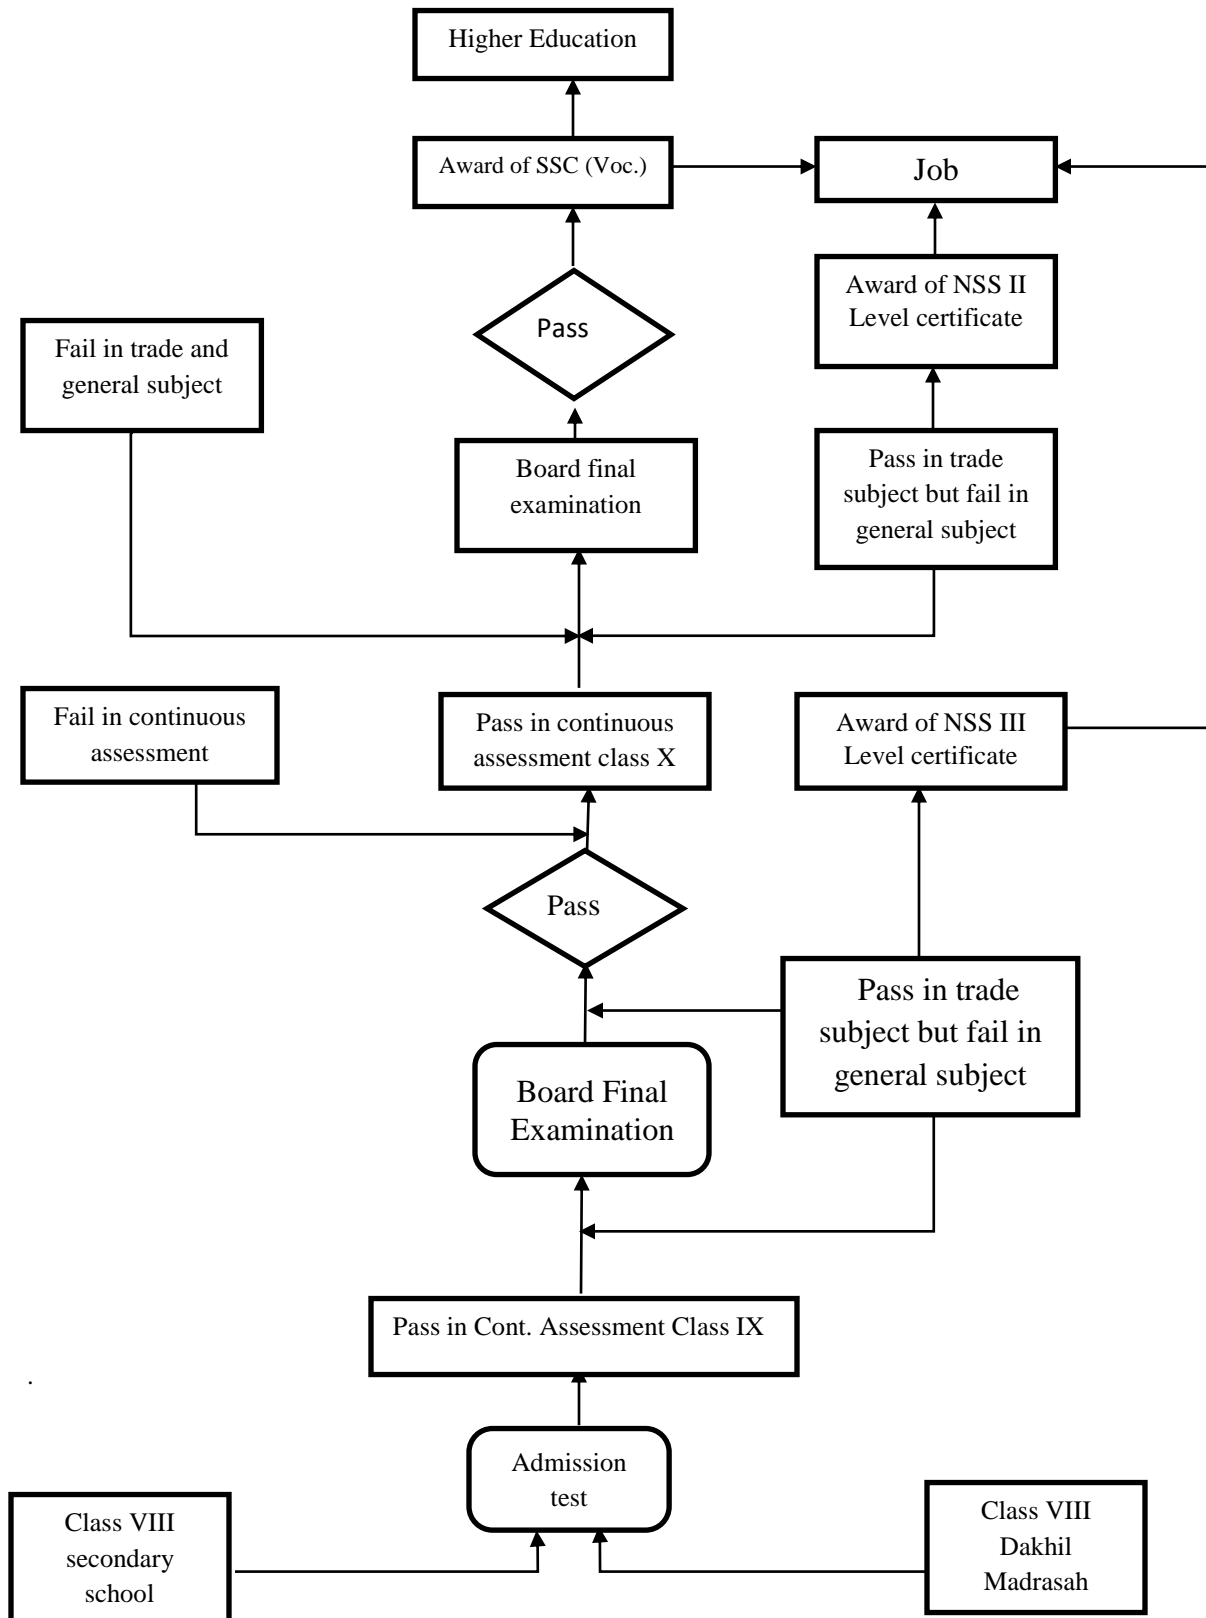 Higher Education
Award of SSC (Voc.)
Job
Award of NSS II
Level certificate
Pass
Fail in trade and
general subject
Board final
examination
Pass in trade
subject but fail in
general subject
Fail in continuous
assessment
Pass in continuous
assessment class X
Award of NSS III
Level certificate
Pass
Pass in trade
subject but fail in
general subject
Board Final
Examination
Pass in Cont. Assessment Class IX
.
Admission
test
Class VIII
secondary
school
Class VIII
Dakhil
Madrasah